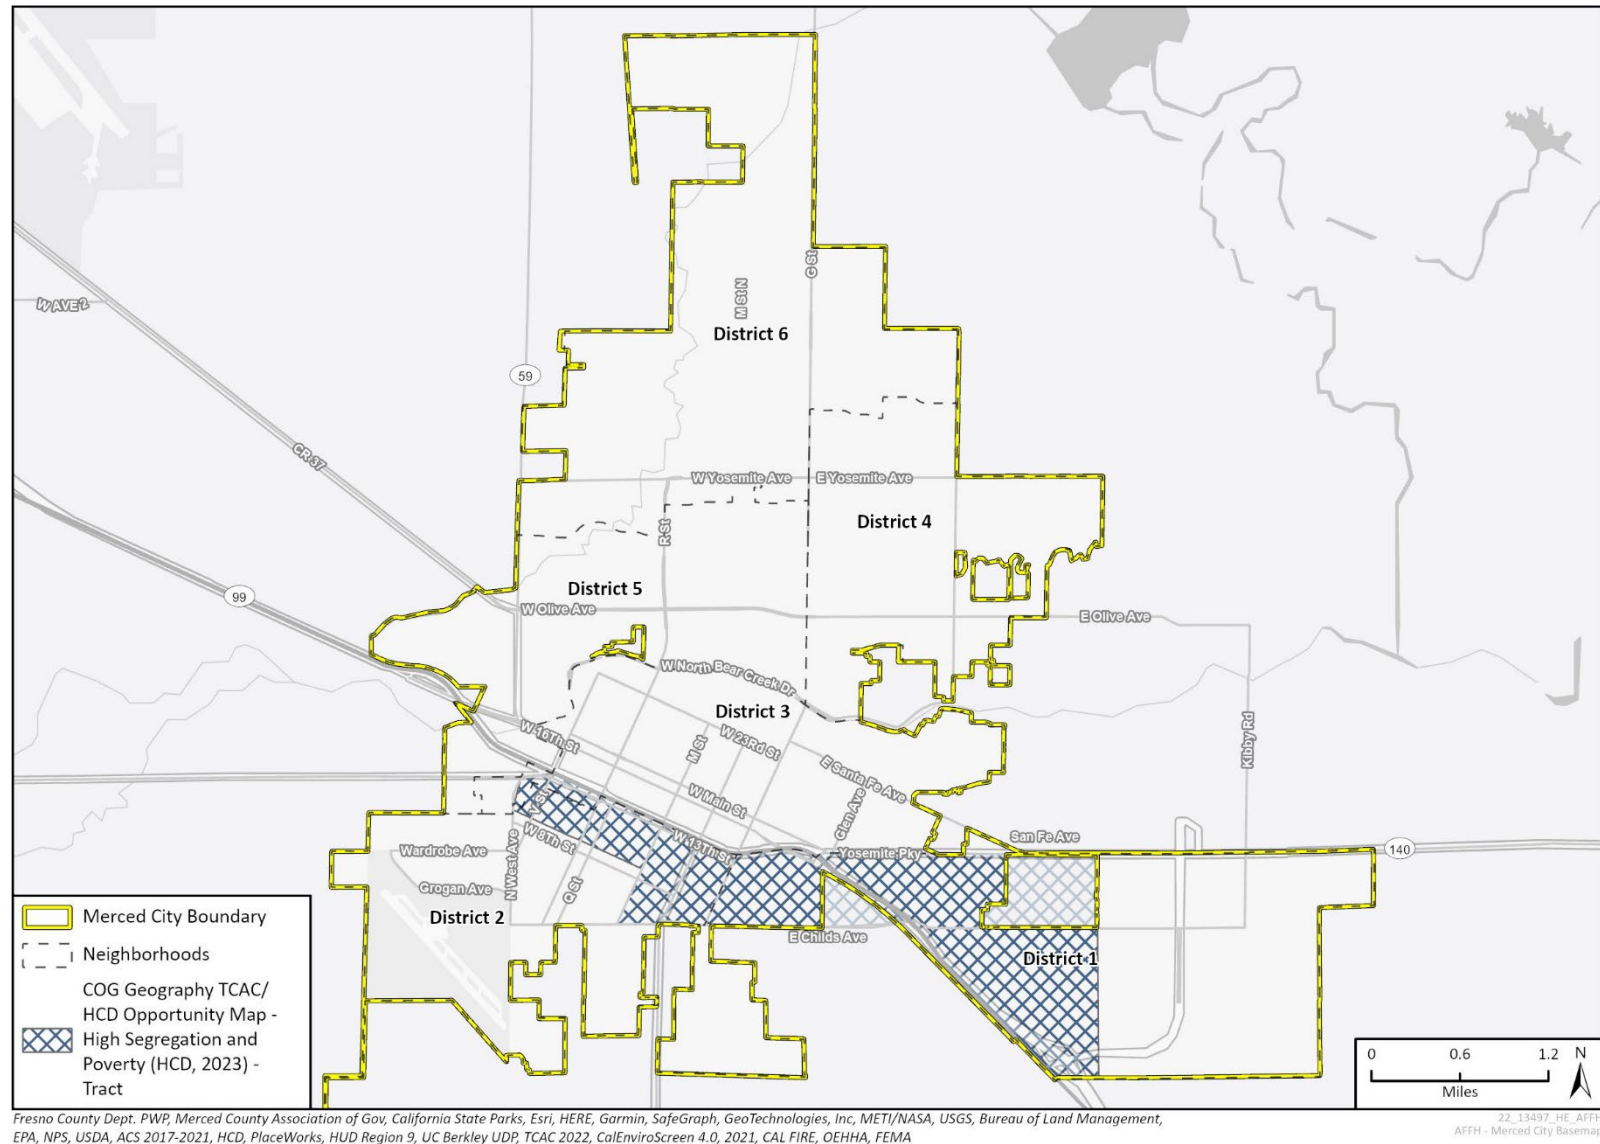 W AVE 2
G St
M St N
District 6
59
CR 37
W Yosemite Ave
E Yosemite Ave
District 4
R St
District 5
99
W Olive Ave
E Olive Ave
W North Bear Creek Dr
District 3
W 16Th St
M St
W 23Rd St
Kibby Rd
E Santa Fe Ave
W Main St
Glen Ave
V St
W 8Th St
W 13Th St
San Fe Ave
140
Wardrobe Ave
N West Ave
Yosemite Pky
Grogan Ave
Q St
District 2
E Childs Ave
District 1
Merced City Boundary
Neighborhoods
COG Geography TCAC/
HCD Opportunity Map -
High Segregation and
Poverty (HCD, 2023) -
Tract
0 0.6 1.2 N
Miles
Fresno County Dept. PWP, Merced County Association of Gov, California State Parks, Esri, HERE, Garmin, SafeGraph, GeoTechnologies, Inc, METI/NASA, USGS, Bureau of Land Management,
EPA, NPS, USDA, ACS 2017-2021, HCD, PlaceWorks, HUD Region 9, UC Berkley UDP, TCAC 2022, CalEnviroScreen 4.0, 2021, CAL FIRE, OEHHA, FEMA
22_13497_HE_AFFH
AFFH - Merced City Basemap